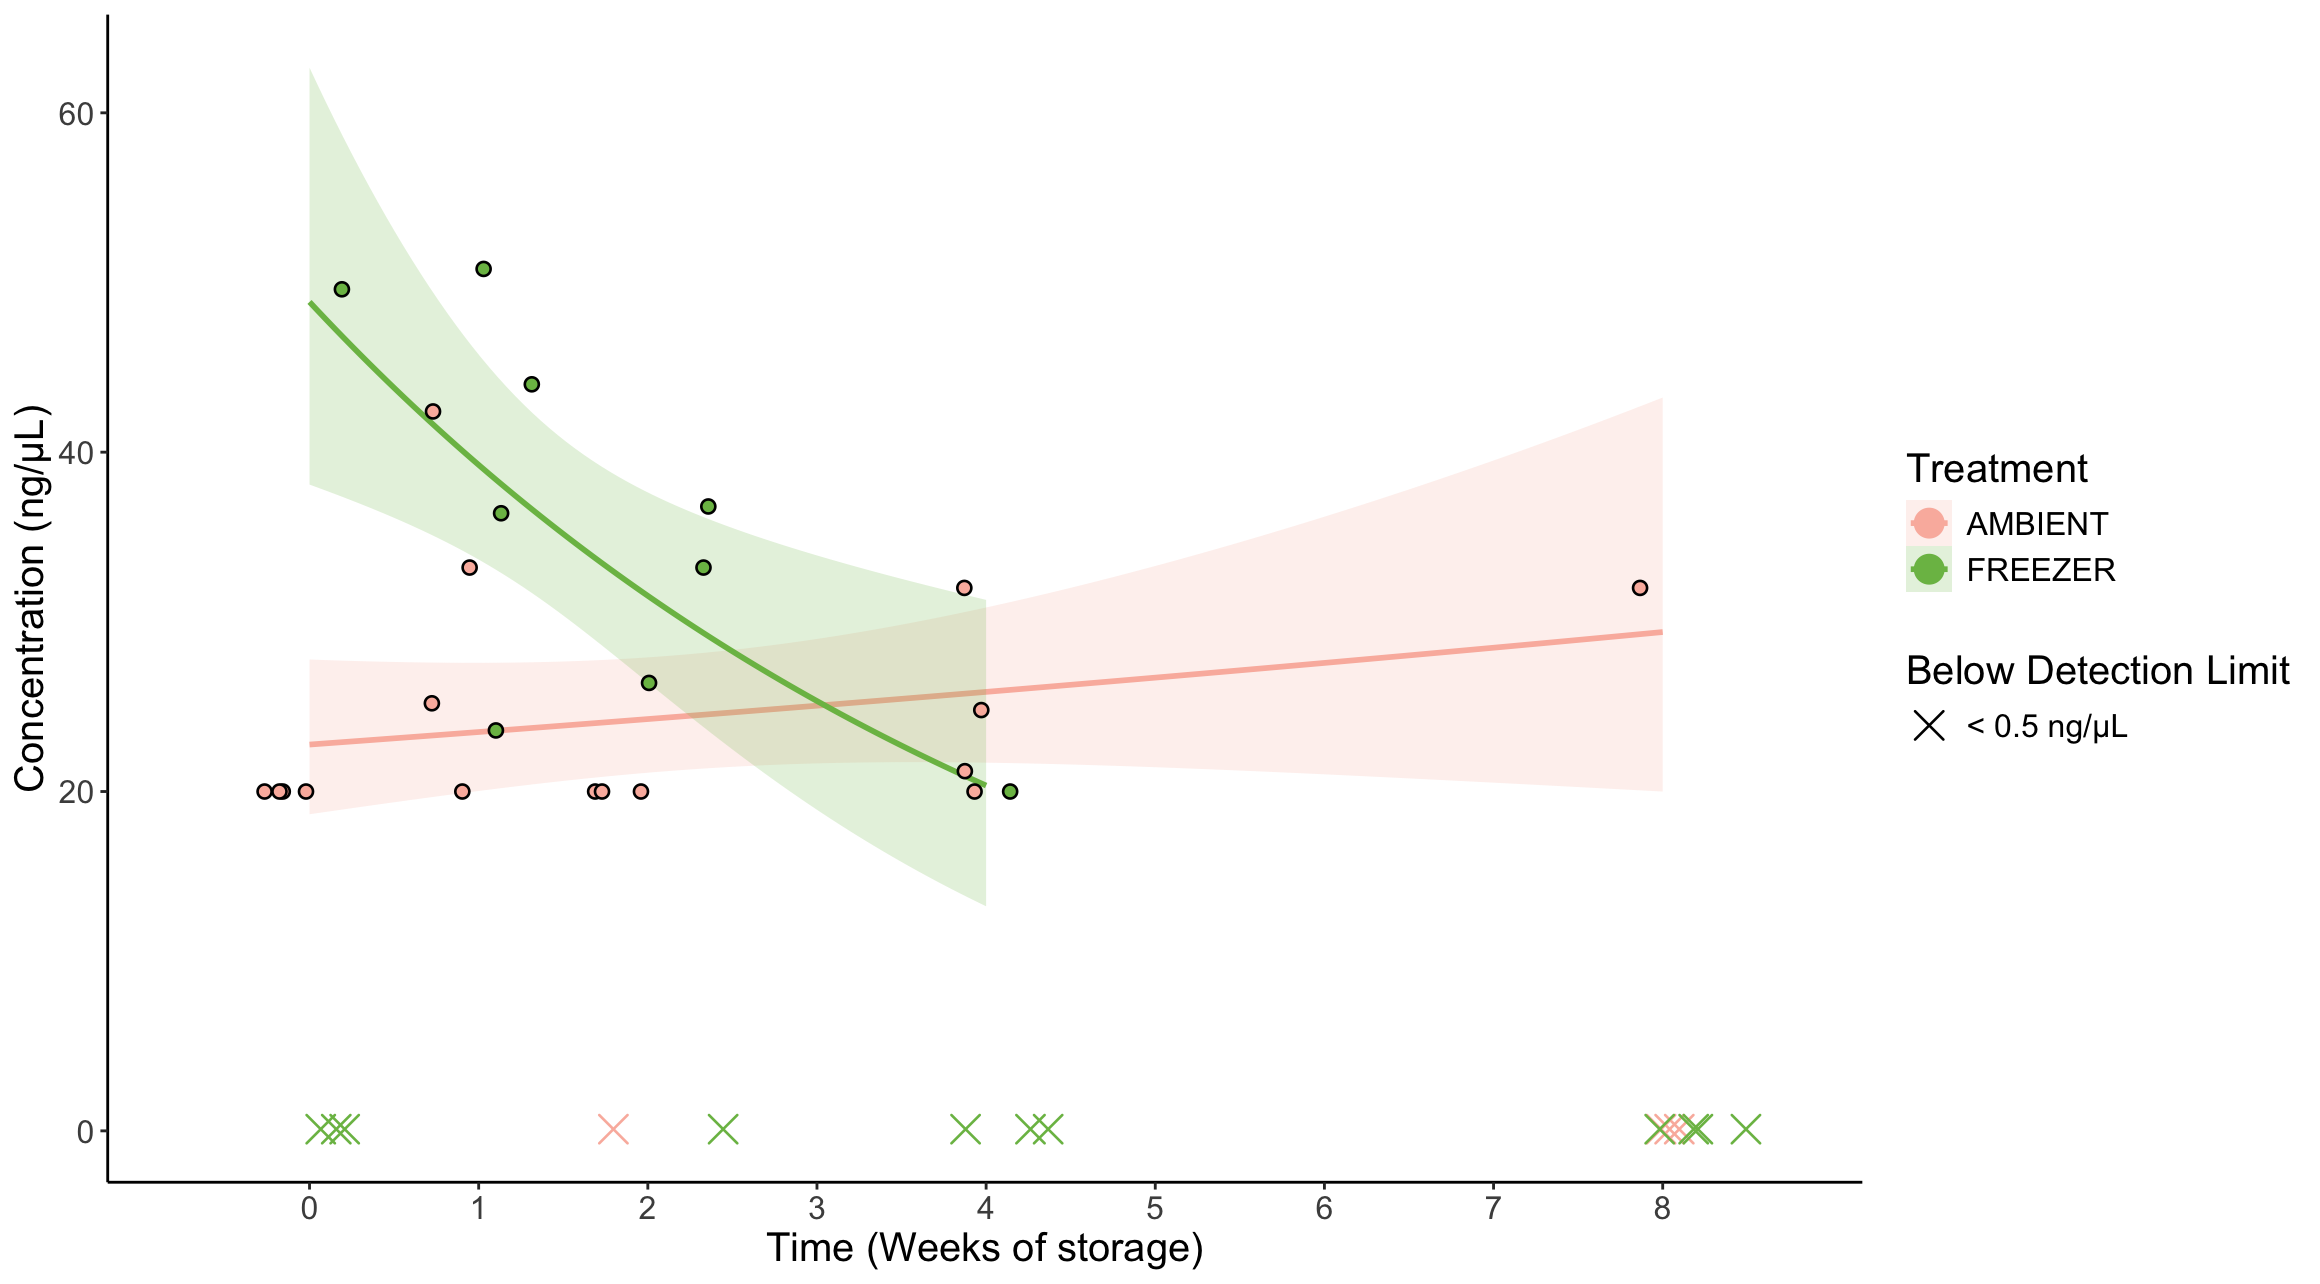 Concentration (ng/µL)
60
40
20
0
0 1 2 3 4 5 6 7 8
Time (Weeks of storage)
Treatment
AMBIENT
FREEZER
Below Detection Limit
< 0.5 ng/µL